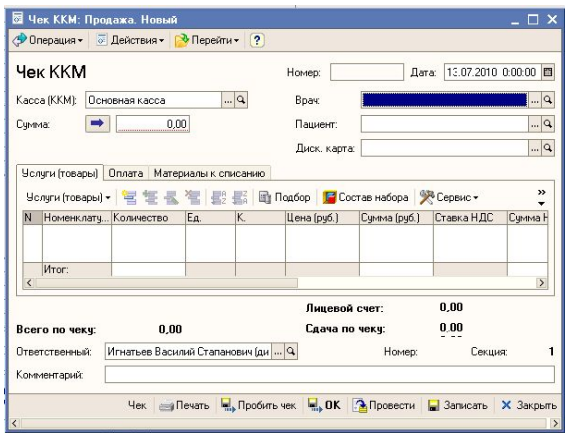 Чек ККМ: Продажа. Новый
Операция Действия Перейти ?
Чек ККМ
Номер: Дата: 13.07.2010 0:00:00
Касса (ККМ): Основная касса ... Врач: ...
Сумма: 0,00 Пациент: ...
Диск. карта: ...
Услуги (товары) Оплата Материалы к списанию
Услуги (товары) Подбор Состав набора Сервис »
N Номенклату... Количество Ед. К. Цена (руб.) Сумма (руб.) Ставка НДС Сумма Н
Итог:
Лицевой счет: 0,00
Всего по чеку: 0,00 Сдача по чеку: 0,00
Ответственный: Игнатьев Василий Стапанович (ди ... Номер: Секция: 1
Комментарий:
Чек Печать Пробить чек OK Провести Записать Закрыть